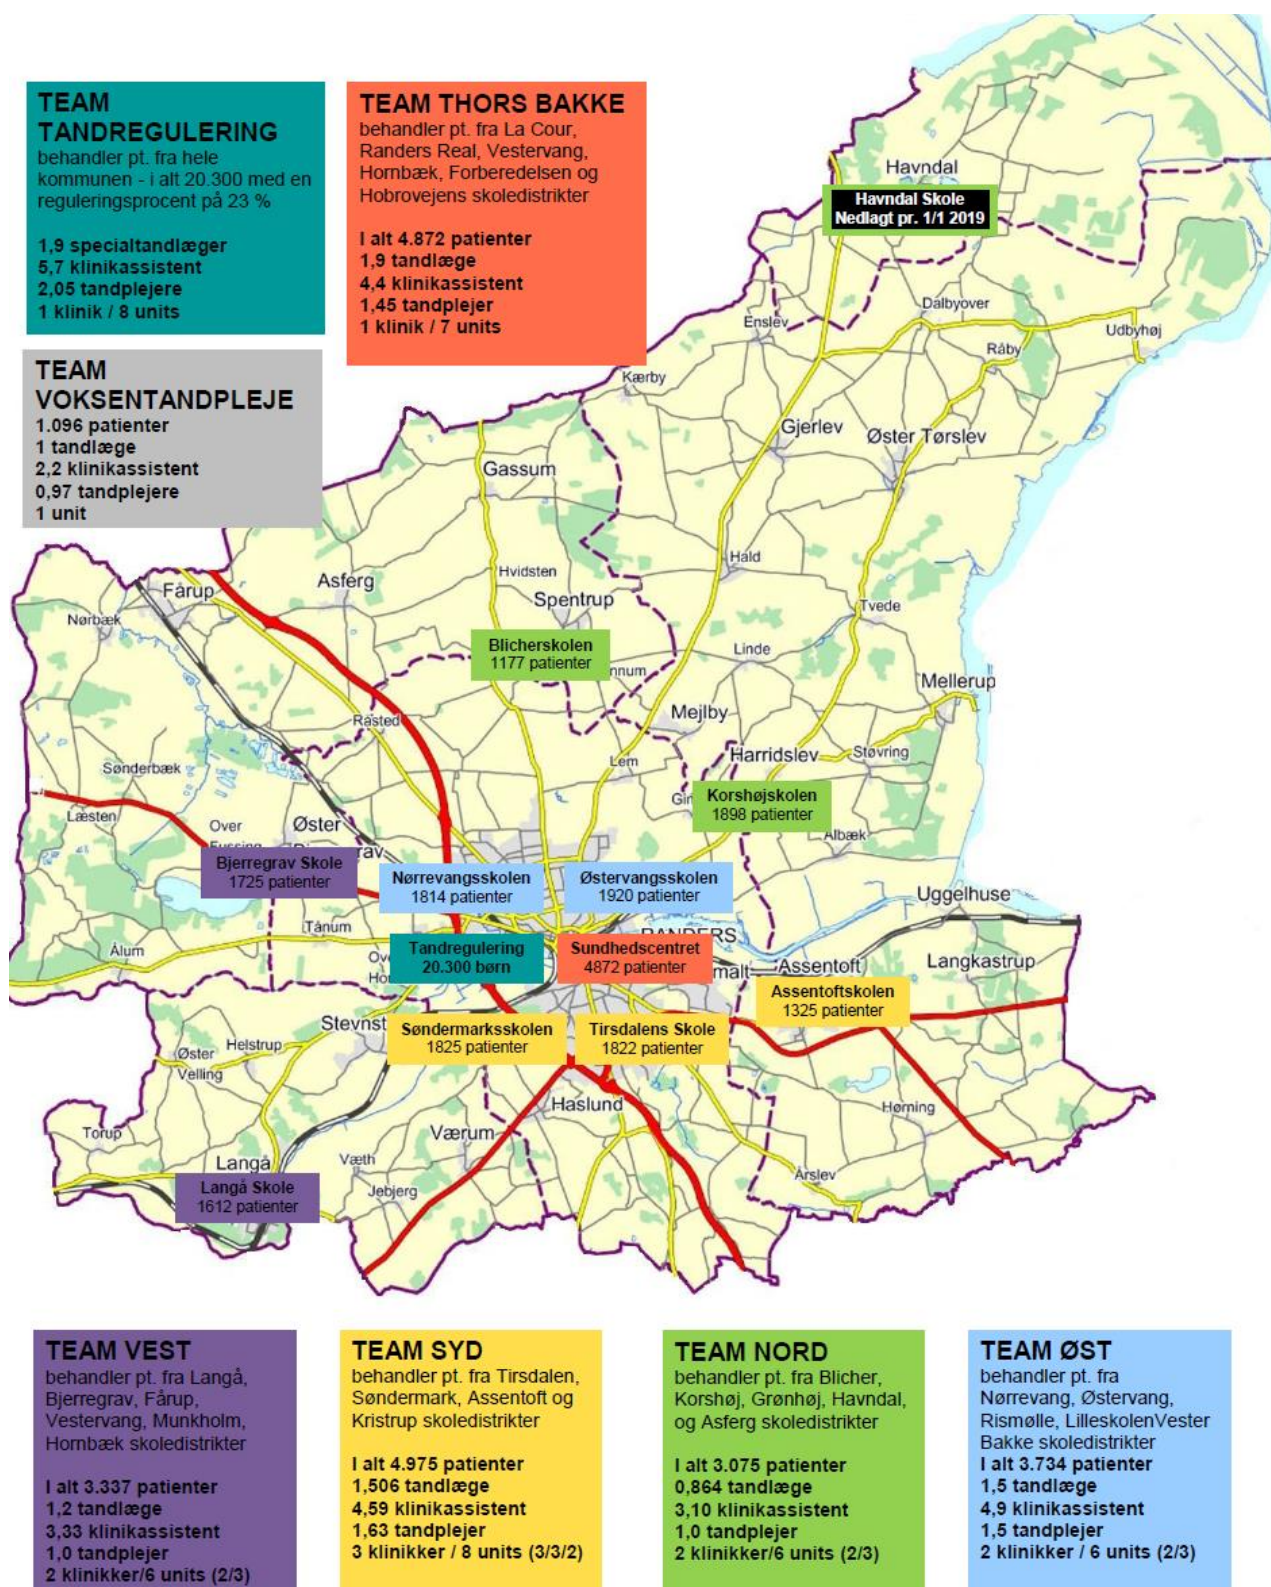 TEAM
TANDREGULERING
behandler pt. fra hele
kommunen - i alt 20.300 med en
reguleringsprocent på 23 %
1,9 specialtandlæger
5,7 klinikassistent
2,05 tandplejere
1 klinik / 8 units
TEAM THORS BAKKE
behandler pt. fra La Cour,
Randers Real, Vestervang,
Hornbæk, Forberedelsen og
Hobrovejens skoledistrikter
I alt 4.872 patienter
1,9 tandlæge
4,4 klinikassistent
1,45 tandplejer
1 klinik / 7 units
TEAM
VOKSENTANDPLEJE
1.096 patienter
1 tandlæge
2,2 klinikassistent
0,97 tandplejere
1 unit
Havndal
Havndal Skole
Nedlagt pr. 1/1 2019
Dalbyover
Enslev
Udbyhøj
Råby
Kærby
Gjerlev
Øster Tørslev
Gassum
Hald
Hvidsten
Asferg
Fårup
Spentrup
Tvede
Nørbæk
Blicherskolen
1177 patienter
nnum
Linde
Mellerup
Mejlby
Råsted
Harridslev
Støvring
Lem
Sønderbæk
Gim
Korshøjskolen
1898 patienter
Læsten
Over
Øster
Albæk
Bjerregrav Skole
1725 patienter
rav
Nørrevangsskolen
1814 patienter
Østervangsskolen
1920 patienter
Uggelhuse
Tånum
RANDERS
Ålum
Tandregulering
20.300 børn
Sundhedscentret
4872 patienter
malt
Assentoft
Langkastrup
Assentoftskolen
1325 patienter
Stevnst
Søndermarksskolen
1825 patienter
Tirsdalens Skole
1822 patienter
Øster
Velling
Helstrup
Haslund
Hørning
Torup
Værum
Langå
Væth
Årslev
Jebjerg
Langå Skole
1612 patienter
TEAM VEST
behandler pt. fra Langå,
Bjerregrav, Fårup,
Vestervang, Munkholm,
Hornbæk skoledistrikter
I alt 3.337 patienter
1,2 tandlæge
3,33 klinikassistent
1,0 tandplejer
2 klinikker/6 units (2/3)
TEAM SYD
behandler pt. fra Tirsdalen,
Søndermark, Assentoft og
Kristrup skoledistrikter
I alt 4.975 patienter
1,506 tandlæge
4,59 klinikassistent
1,63 tandplejer
3 klinikker / 8 units (3/3/2)
TEAM NORD
behandler pt. fra Blicher,
Korshøj, Grønhøj, Havndal,
og Asferg skoledistrikter
I alt 3.075 patienter
0,864 tandlæge
3,10 klinikassistent
1,0 tandplejer
2 klinikker/6 units (2/3)
TEAM ØST
behandler pt. fra
Nørrevang, Østervang,
Rismølle, LilleskolenVester
Bakke skoledistrikter
I alt 3.734 patienter
1,5 tandlæge
4,9 klinikassistent
1,5 tandplejer
2 klinikker / 6 units (2/3)